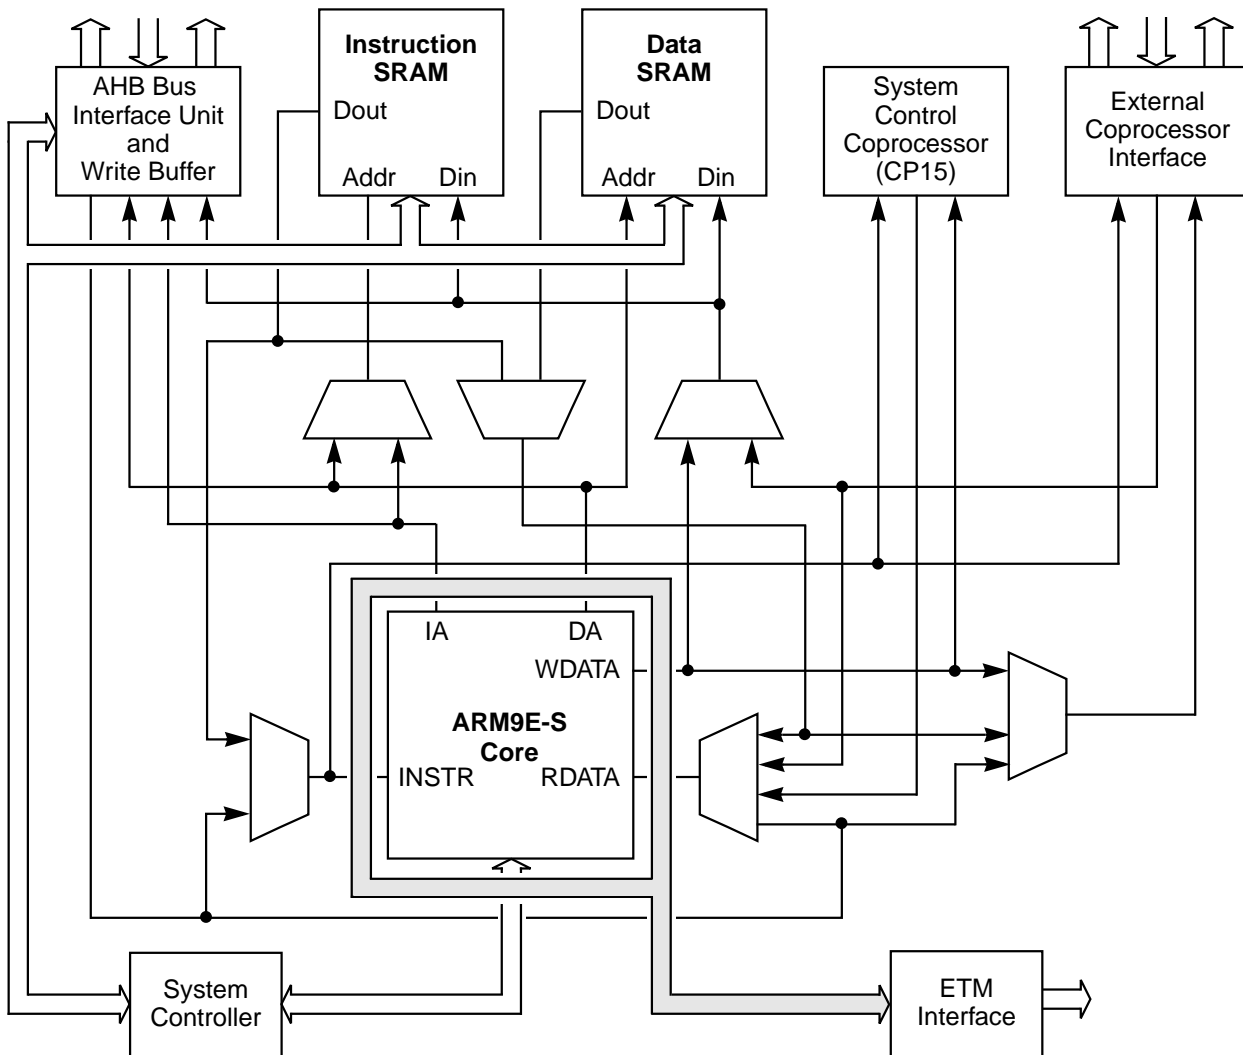 AHB Bus
Interface Unit
and
Write Buffer
Instruction
SRAM
Dout
Addr Din
Data
SRAM
Dout
Addr Din
System
Control
Coprocessor
(CP15)
External
Coprocessor
Interface
IA DA
WDATA
ARM9E-S
Core
INSTR RDATA
System
Controller
ETM
Interface